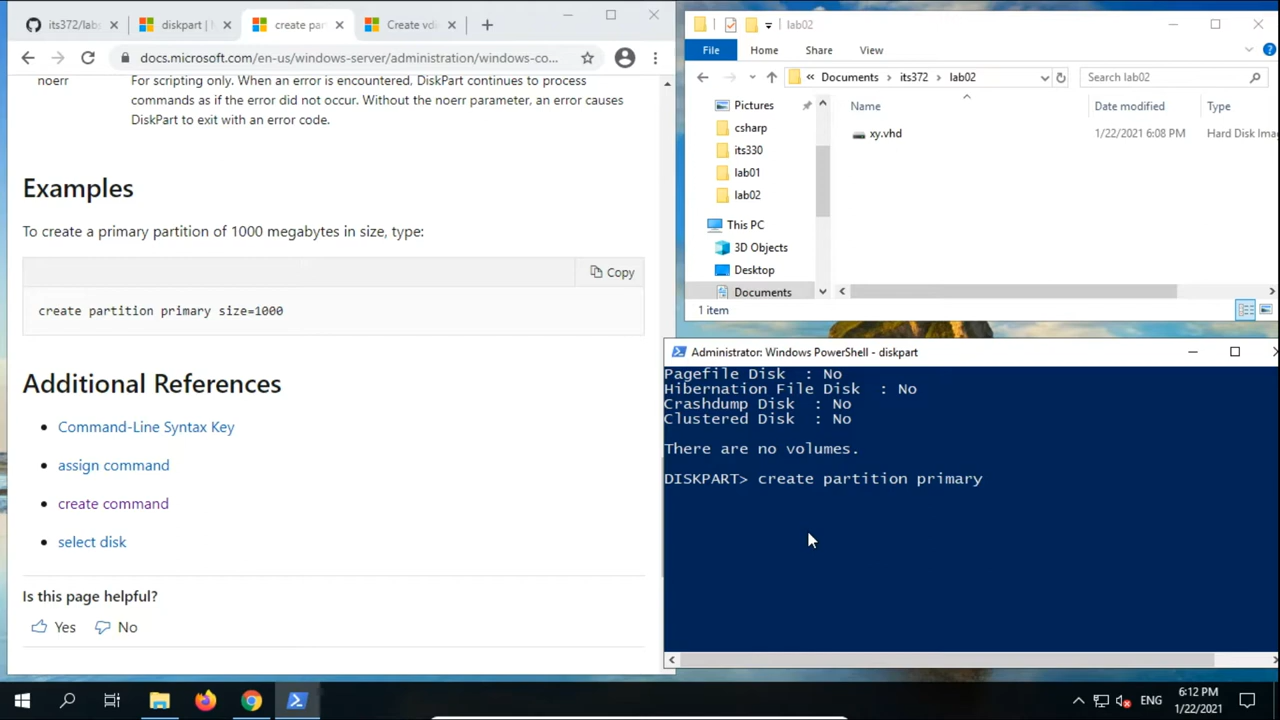 its372/lab
diskpart |
create par
Create vdi
docs.microsoft.com/en-us/windows-server/administration/windows-co...
noerr
For scripting only. When an error is encountered. DiskPart continues to process
commands as if the error did not occur. Without the noerr parameter, an error causes
DiskPart to exit with an error code.
Examples
To create a primary partition of 1000 megabytes in size, type:
Copy
create partition primary size=1000
Additional References
Command-Line Syntax Key
assign command
create command
select disk
Is this page helpful?
Yes
No
lab02
File
Home
Share
View
Documents
its372
lab02
Search lab02
Pictures
csharp
its330
lab01
lab02
This PC
3D Objects
Desktop
Documents
Name
Date modified
Type
xy.vhd
1/22/2021 6:08 PM
Hard Disk Ima
1 item
Administrator: Windows PowerShell - diskpart
Pagefile Disk : No
Hibernation File Disk : No
Crashdump Disk : No
Clustered Disk : No
There are no volumes.
DISKPART> create partition primary
ENG
6:12 PM
1/22/2021